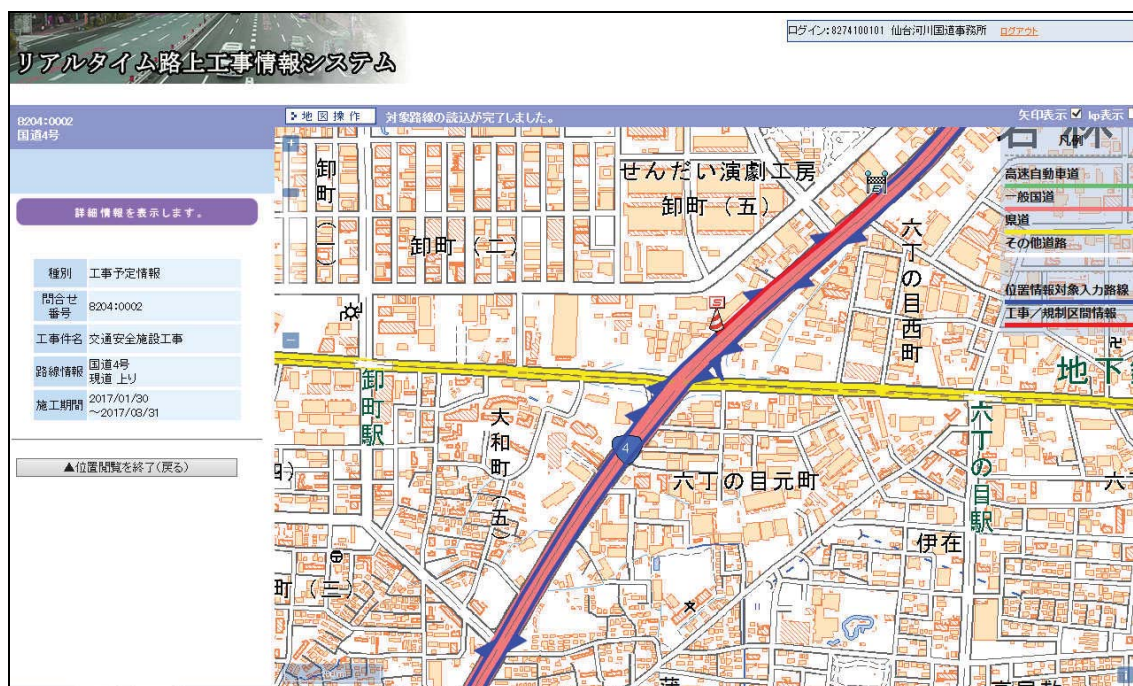 リアルタイム路上工事情報システム
ログイン:8274100101 仙台河川国道事務所 ログアウト
8204:0002
国道4号
地図操作
対象路線の読込が完了しました。
矢印表示 kp表示
詳細情報を表示します。
種別 工事予定情報
問合せ番号 8204:0002
工事件名 交通安全施設工事
路線情報 国道4号
現道 上り
施工期間 2017/01/30
~2017/03/31
▲位置閲覧を終了(戻る)
凡例
高速自動車道
一般国道
県道
その他道路
位置情報対象入力路線
工事/規制区間情報
せんだい演劇工房
卸町(五)
卸町(二)
六丁の目西町
S
地下
卸町駅
大和町(五)
4
六丁の目元町
六丁の目駅
伊在
町(三)
蒲